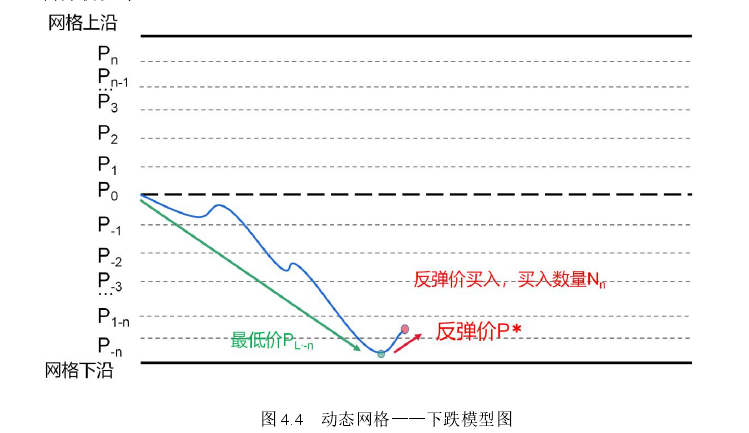 网格上沿
Pn
Pn-1
...
P3
P2
P1
P0
P-1
P-2
P-3
...
反弹价买入，买入数量Nn
P1-n
最低价PL-n
反弹价P*
P-n
网格下沿
图 4.4 动态网格——下跌模型图